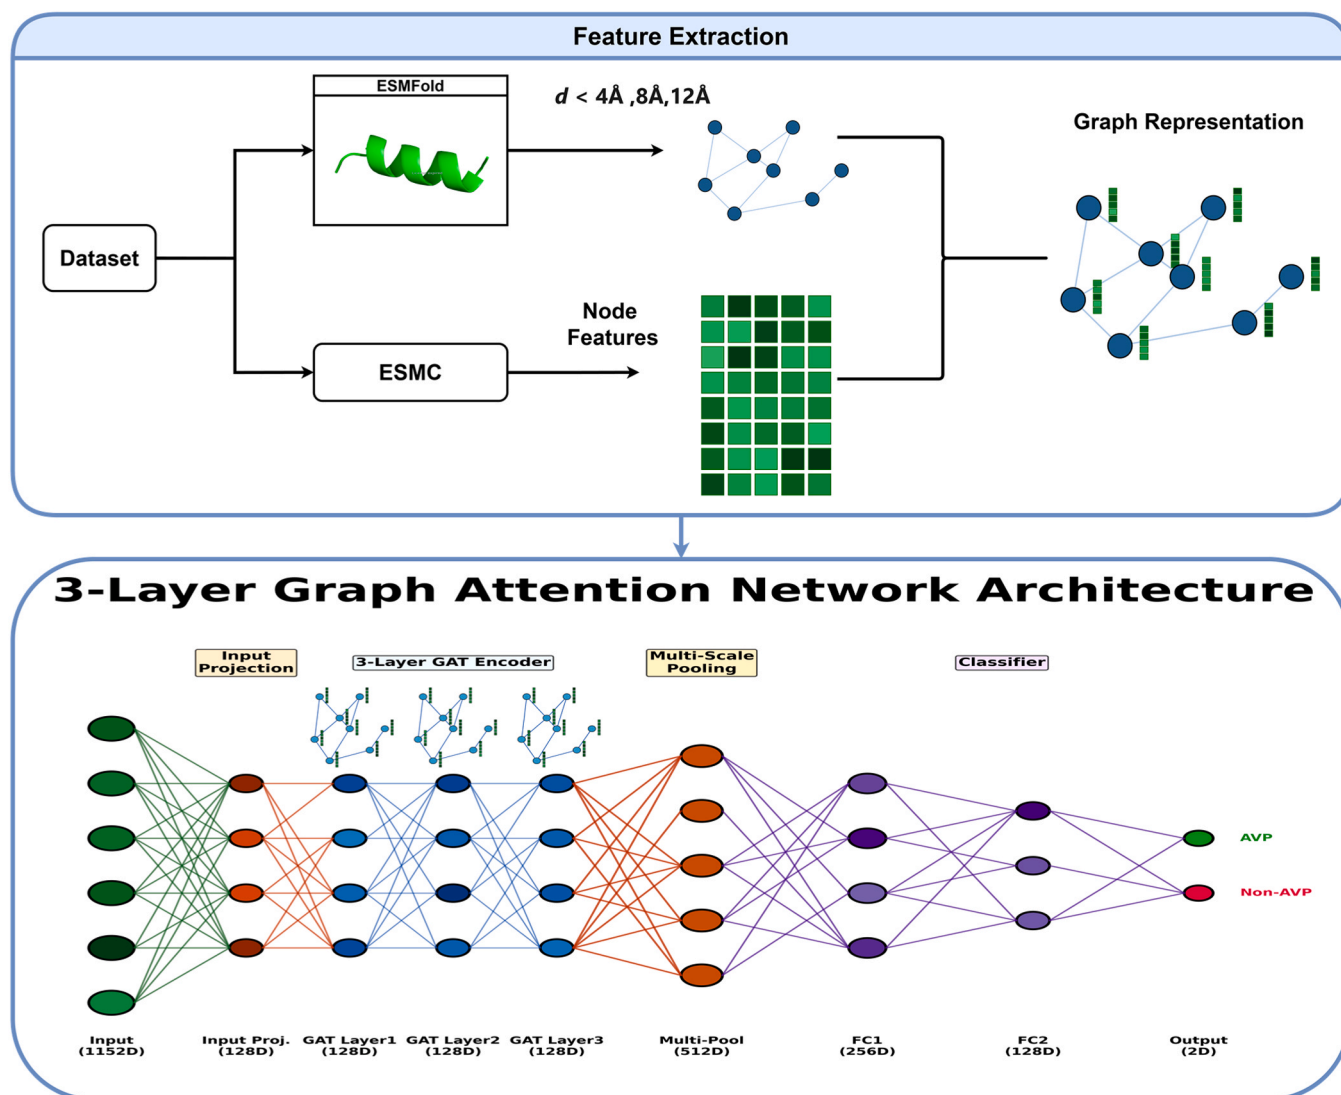 Feature Extraction
ESMFold
d < 4Å ,8Å,12Å
Graph Representation
Dataset
Node
Features
ESMC
3-Layer Graph Attention Network Architecture
Input
Projection
3-Layer GAT Encoder
Multi-Scale
Pooling
Classifier
AVP
Non-AVP
Input
(1152D)
Input Proj.
(128D)
GAT Layer1
(128D)
GAT Layer2
(128D)
GAT Layer3
(128D)
Multi-Pool
(512D)
FC1
(256D)
FC2
(128D)
Output
(2D)